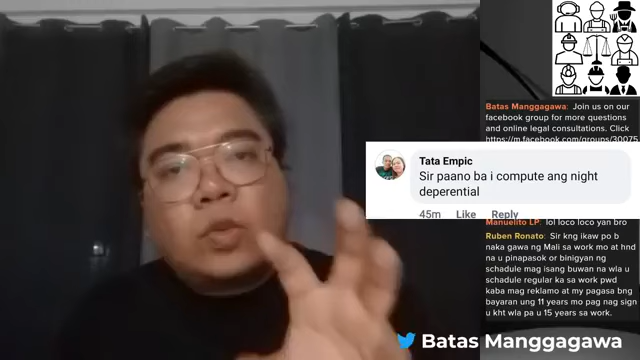 Batas Manggagawa: Join us on our
facebook group for more questions
and online legal consultations. Click
https://m.facebook.com/groups/30075
Tata Empic
Sir paano ba i compute ang night
deperential
45m Like Reply
Manuelito LP: lol loco loco yan bro
Ruben Ronato: Sir kng ikaw po b
naka gawa ng Mali sa work mo at hnd
na u pinapasok or binigyan ng
schadule mag isang buwan na wla u
schadule regular ka sa work pwd
kaba mag reklamo at my pagasa bng
bayaran ung 11 years mo pag nag sign
u kht wla pa u 15 years sa work.
Batas Manggagawa